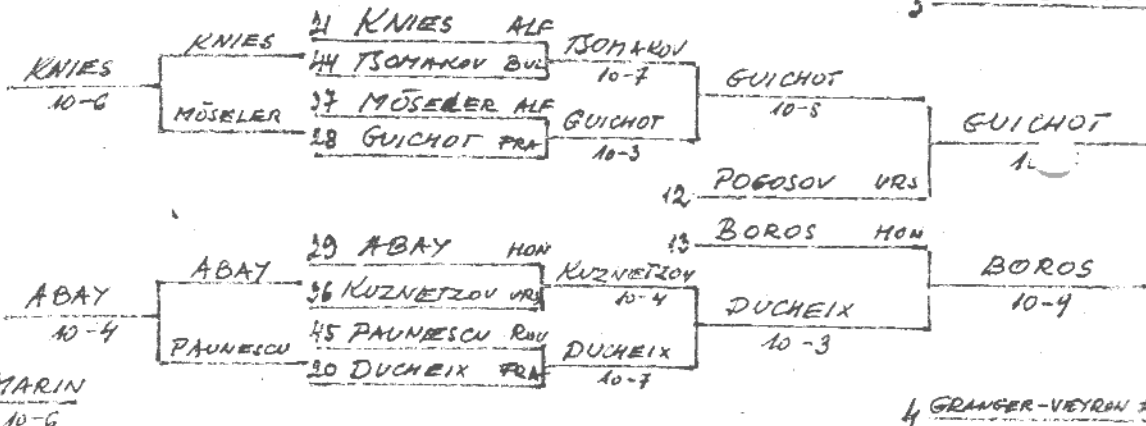 3
KNIES
10-6
KNIES
MÖSELER
21 KNIES ALF
44 TSOMAKOV BUL
37 MÖSELER ALF
28 GUICHOT FRA
TSOMAKOV
10-7
GUICHOT
10-3
GUICHOT
10-8
12 POGOSOV URS
GUICHOT
ABAY
10-4
ABAY
PAUNESCU
29 ABAY HON
36 KUZNETZOV URS
45 PAUNESCU ROU
20 DUCHEIX FRA
KUZNETZOV
10-4
DUCHEIX
10-7
13 BOROS HON
DUCHEIX
10-3
BOROS
10-9
MARIN
10-6
4 GRANGER-VEYRON